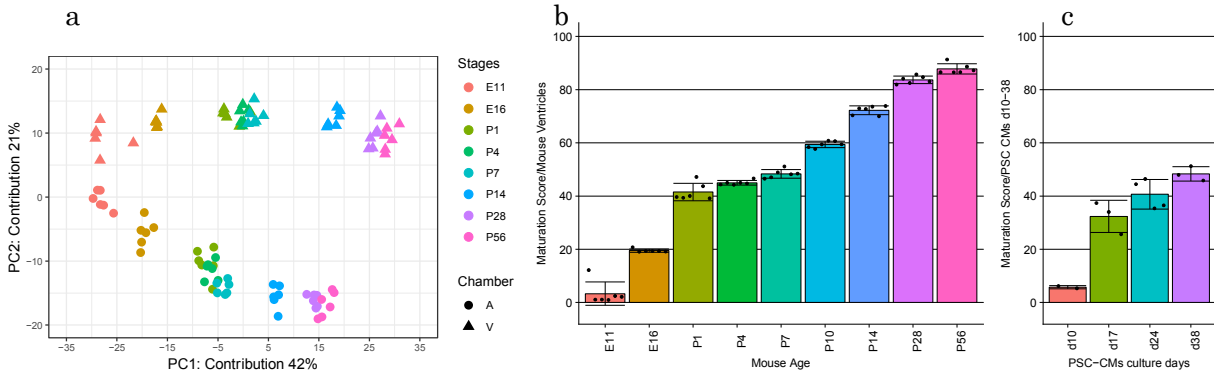 a
PC2: Contribution 21%
20
10
0
−10
−20
−35
−25
−15
−5
5
15
25
35
PC1: Contribution 42%
Stages
E11
E16
P1
P4
P7
P14
P28
P56
Chamber
A
V
b
Maturation Score/Mouse Ventricles
100
80
60
40
20
0
E11
E16
P1
P4
P7
P10
P14
P28
P56
Mouse Age
c
Maturation Score/PSC CMs d10−38
100
80
60
40
20
0
d10
d17
d24
d38
PSC−CMs culture days